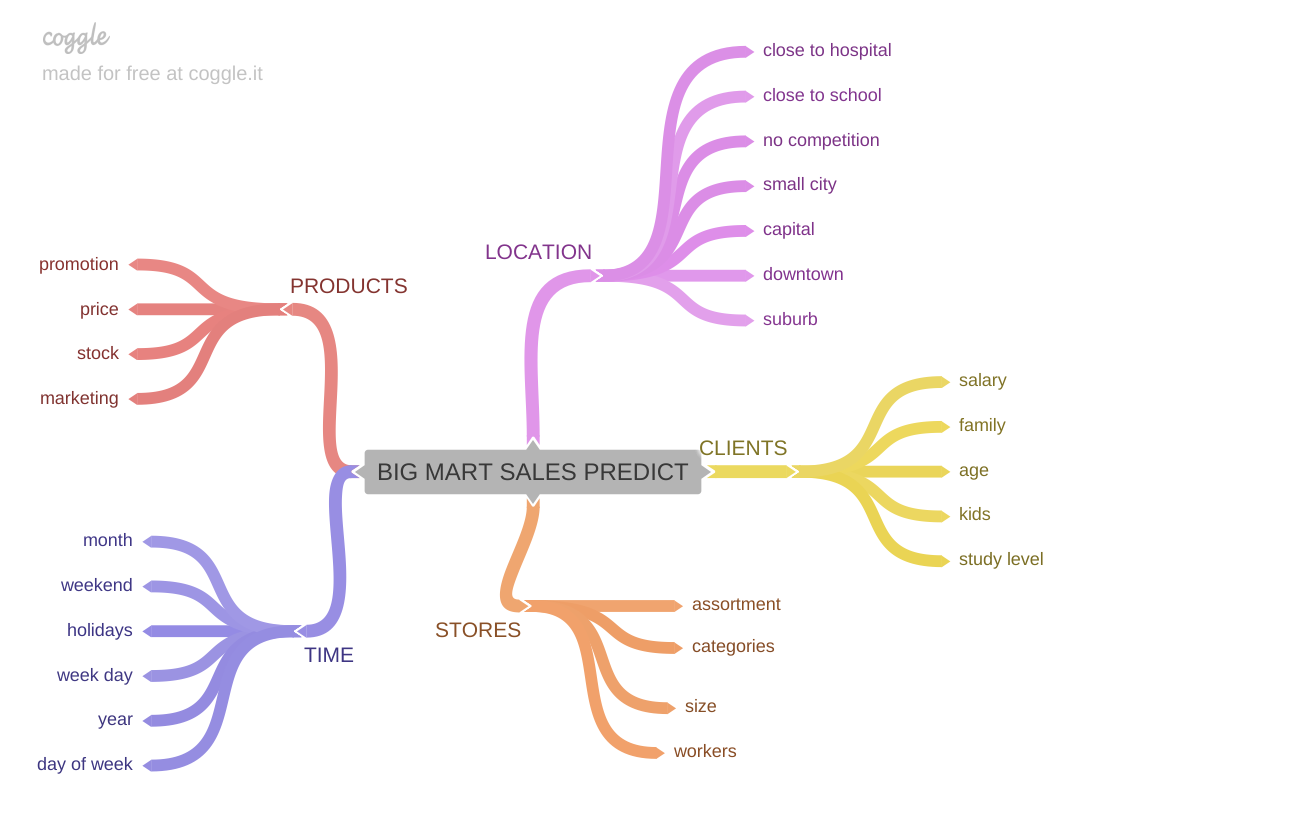 coggle
made for free at coggle.it
BIG MART SALES PREDICT
LOCATION
close to hospital
close to school
no competition
small city
capital
downtown
suburb
CLIENTS
salary
family
age
kids
study level
STORES
assortment
categories
size
workers
PRODUCTS
promotion
price
stock
marketing
TIME
month
weekend
holidays
week day
year
day of week